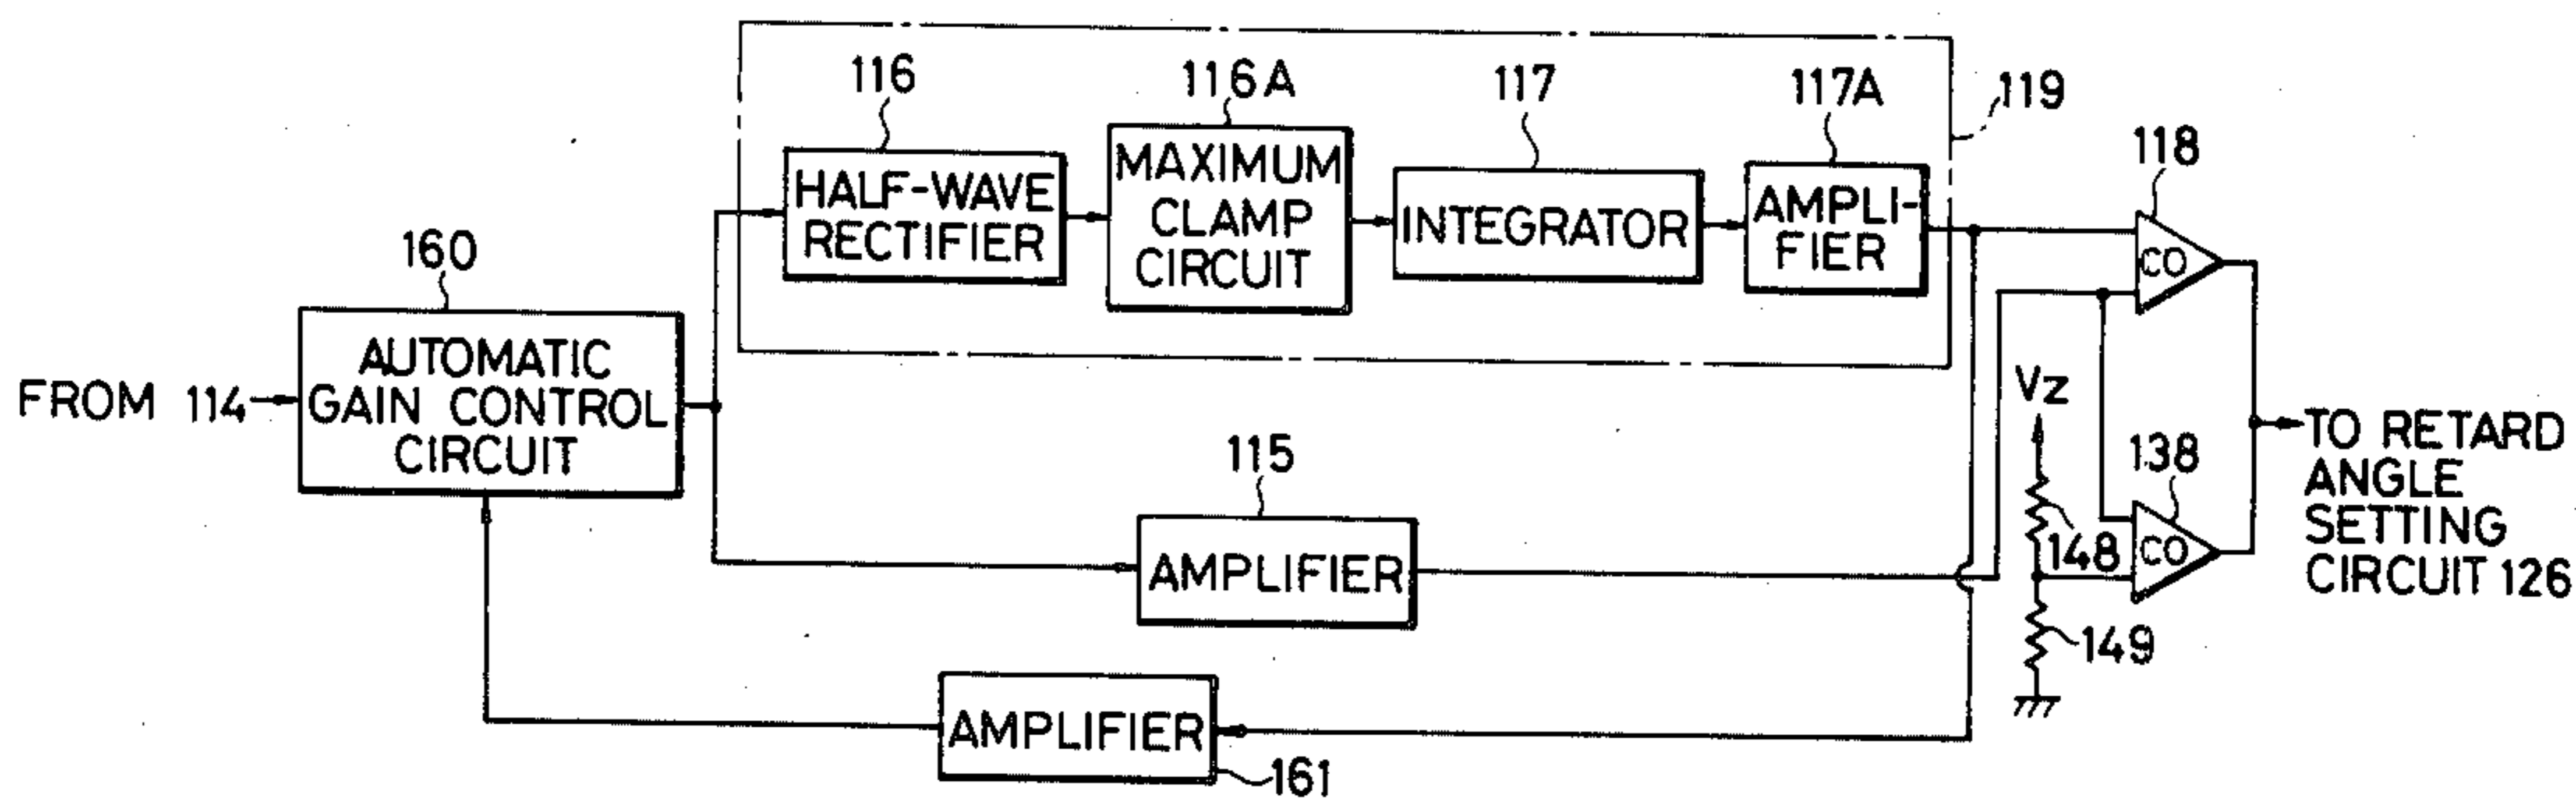 116
116A
117
117A
119
118
HALF-WAVE
RECTIFIER
MAXIMUM
CLAMP
CIRCUIT
INTEGRATOR
AMPLI-
FIER
CO
160
AUTOMATIC
GAIN CONTROL
CIRCUIT
FROM 114
Vz
115
AMPLIFIER
148
149
138
CO
TO RETARD
ANGLE
SETTING
CIRCUIT 126
AMPLIFIER
161